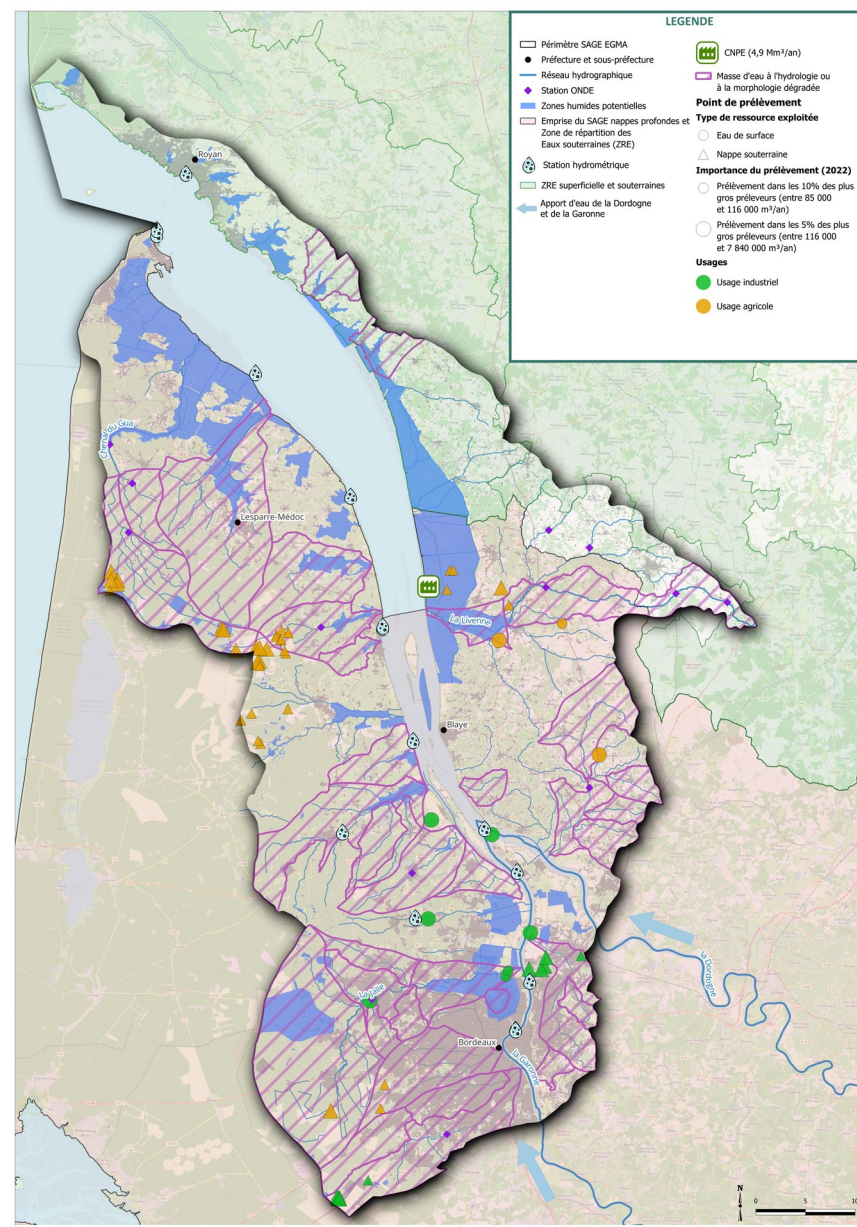 LEGENDE
Périmètre SAGE EGMA
Préfecture et sous-préfecture
Réseau hydrographique
Station ONDE
Zones humides potentielles
Emprise du SAGE nappes profondes et
Zone de répartition des
Eaux souterraines (ZRE)
Station hydrométrique
ZRE superficielle et souterraines
Apport d'eau de la Dordogne
et de la Garonne
CNPE (4,9 Mm³/an)
Masse d'eau à l'hydrologie ou
à la morphologie dégradée
Point de prélèvement
Type de ressource exploitée
Eau de surface
Nappe souterraine
Importance du prélèvement (2022)
Prélèvement dans les 10% des plus
gros préleveurs (entre 85 000
et 116 000 m³/an)
Prélèvement dans les 5% des plus
gros préleveurs (entre 116 000
et 7 840 000 m³/an)
Usages
Usage industriel
Usage agricole
Royan
Chenal du Gua
Lesparre-Médoc
La Livenne
Blaye
la Dordogne
La Jalle
Bordeaux
la Garonne
N
0 5 10